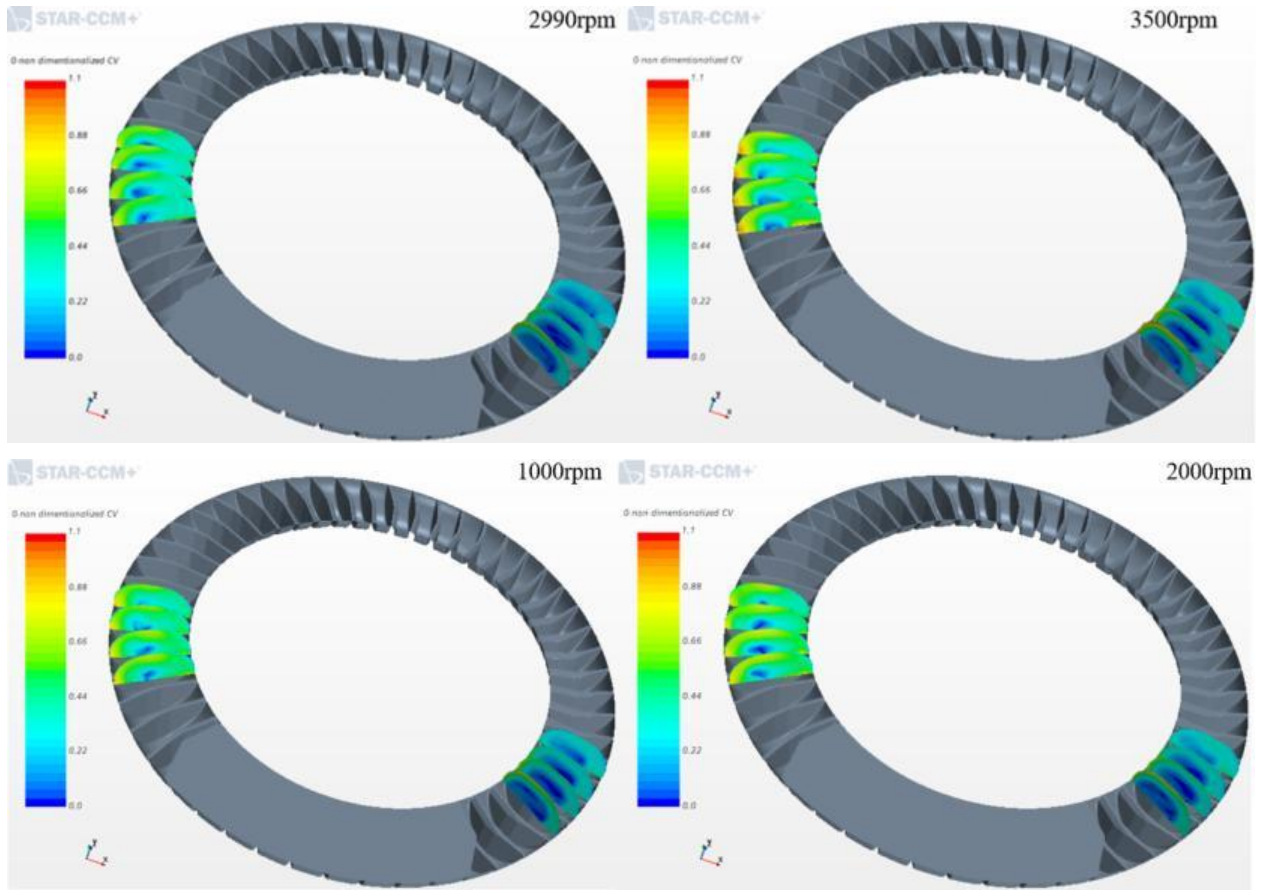 STAR-CCM+
2990rpm
0 non dimentionalized CV
1.1
0.88
0.66
0.44
0.22
0.0
y
x
STAR-CCM+
3500rpm
0 non dimentionalized CV
1.1
0.88
0.66
0.44
0.22
0.0
y
x
STAR-CCM+
1000rpm
0 non dimentionalized CV
1.1
0.88
0.66
0.44
0.22
0.0
y
x
STAR-CCM+
2000rpm
0 non dimentionalized CV
1.1
0.88
0.66
0.44
0.22
0.0
y
x